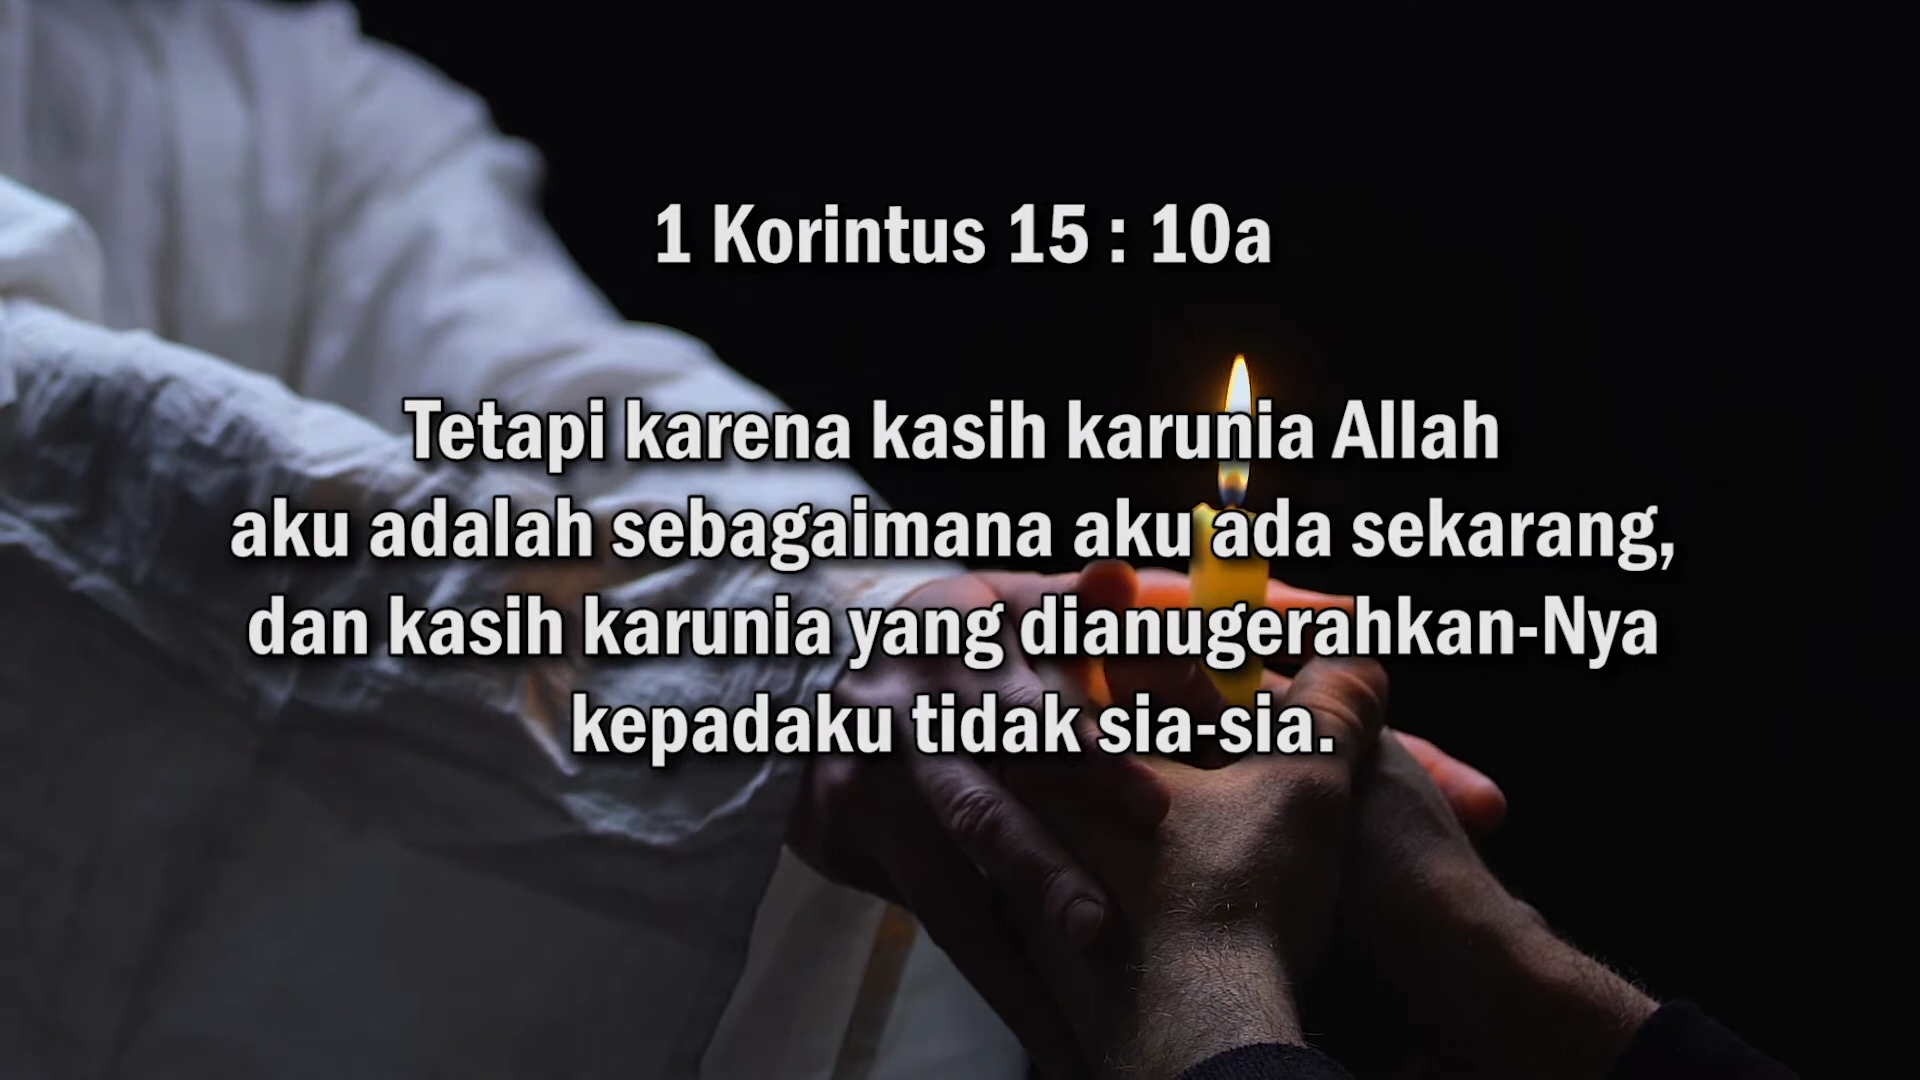 1 Korintus 15 : 10a
Tetapi karena kasih karunia Allah
aku adalah sebagaimana aku ada sekarang,
dan kasih karunia yang dianugerahkan-Nya
kepadaku tidak sia-sia.